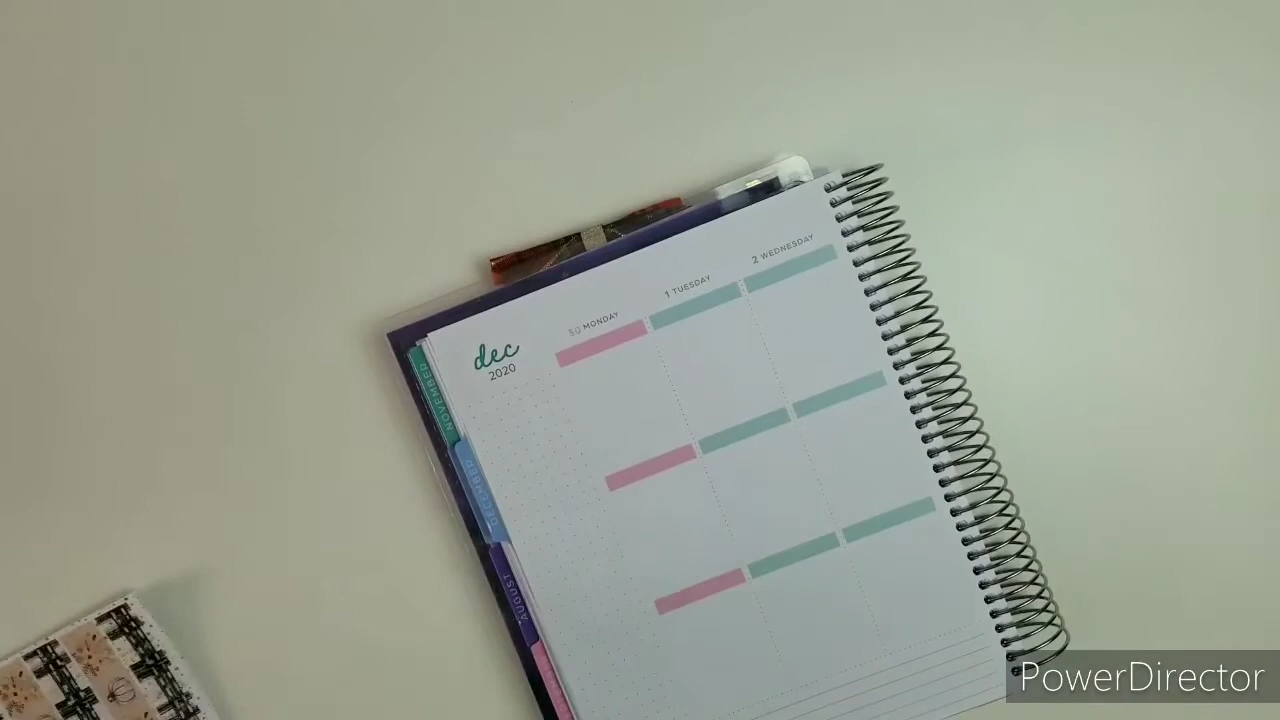 dec
2020
30 MONDAY
1 TUESDAY
2 WEDNESDAY
NOVEMBER
DECEMBER
AUGUST
PowerDirector